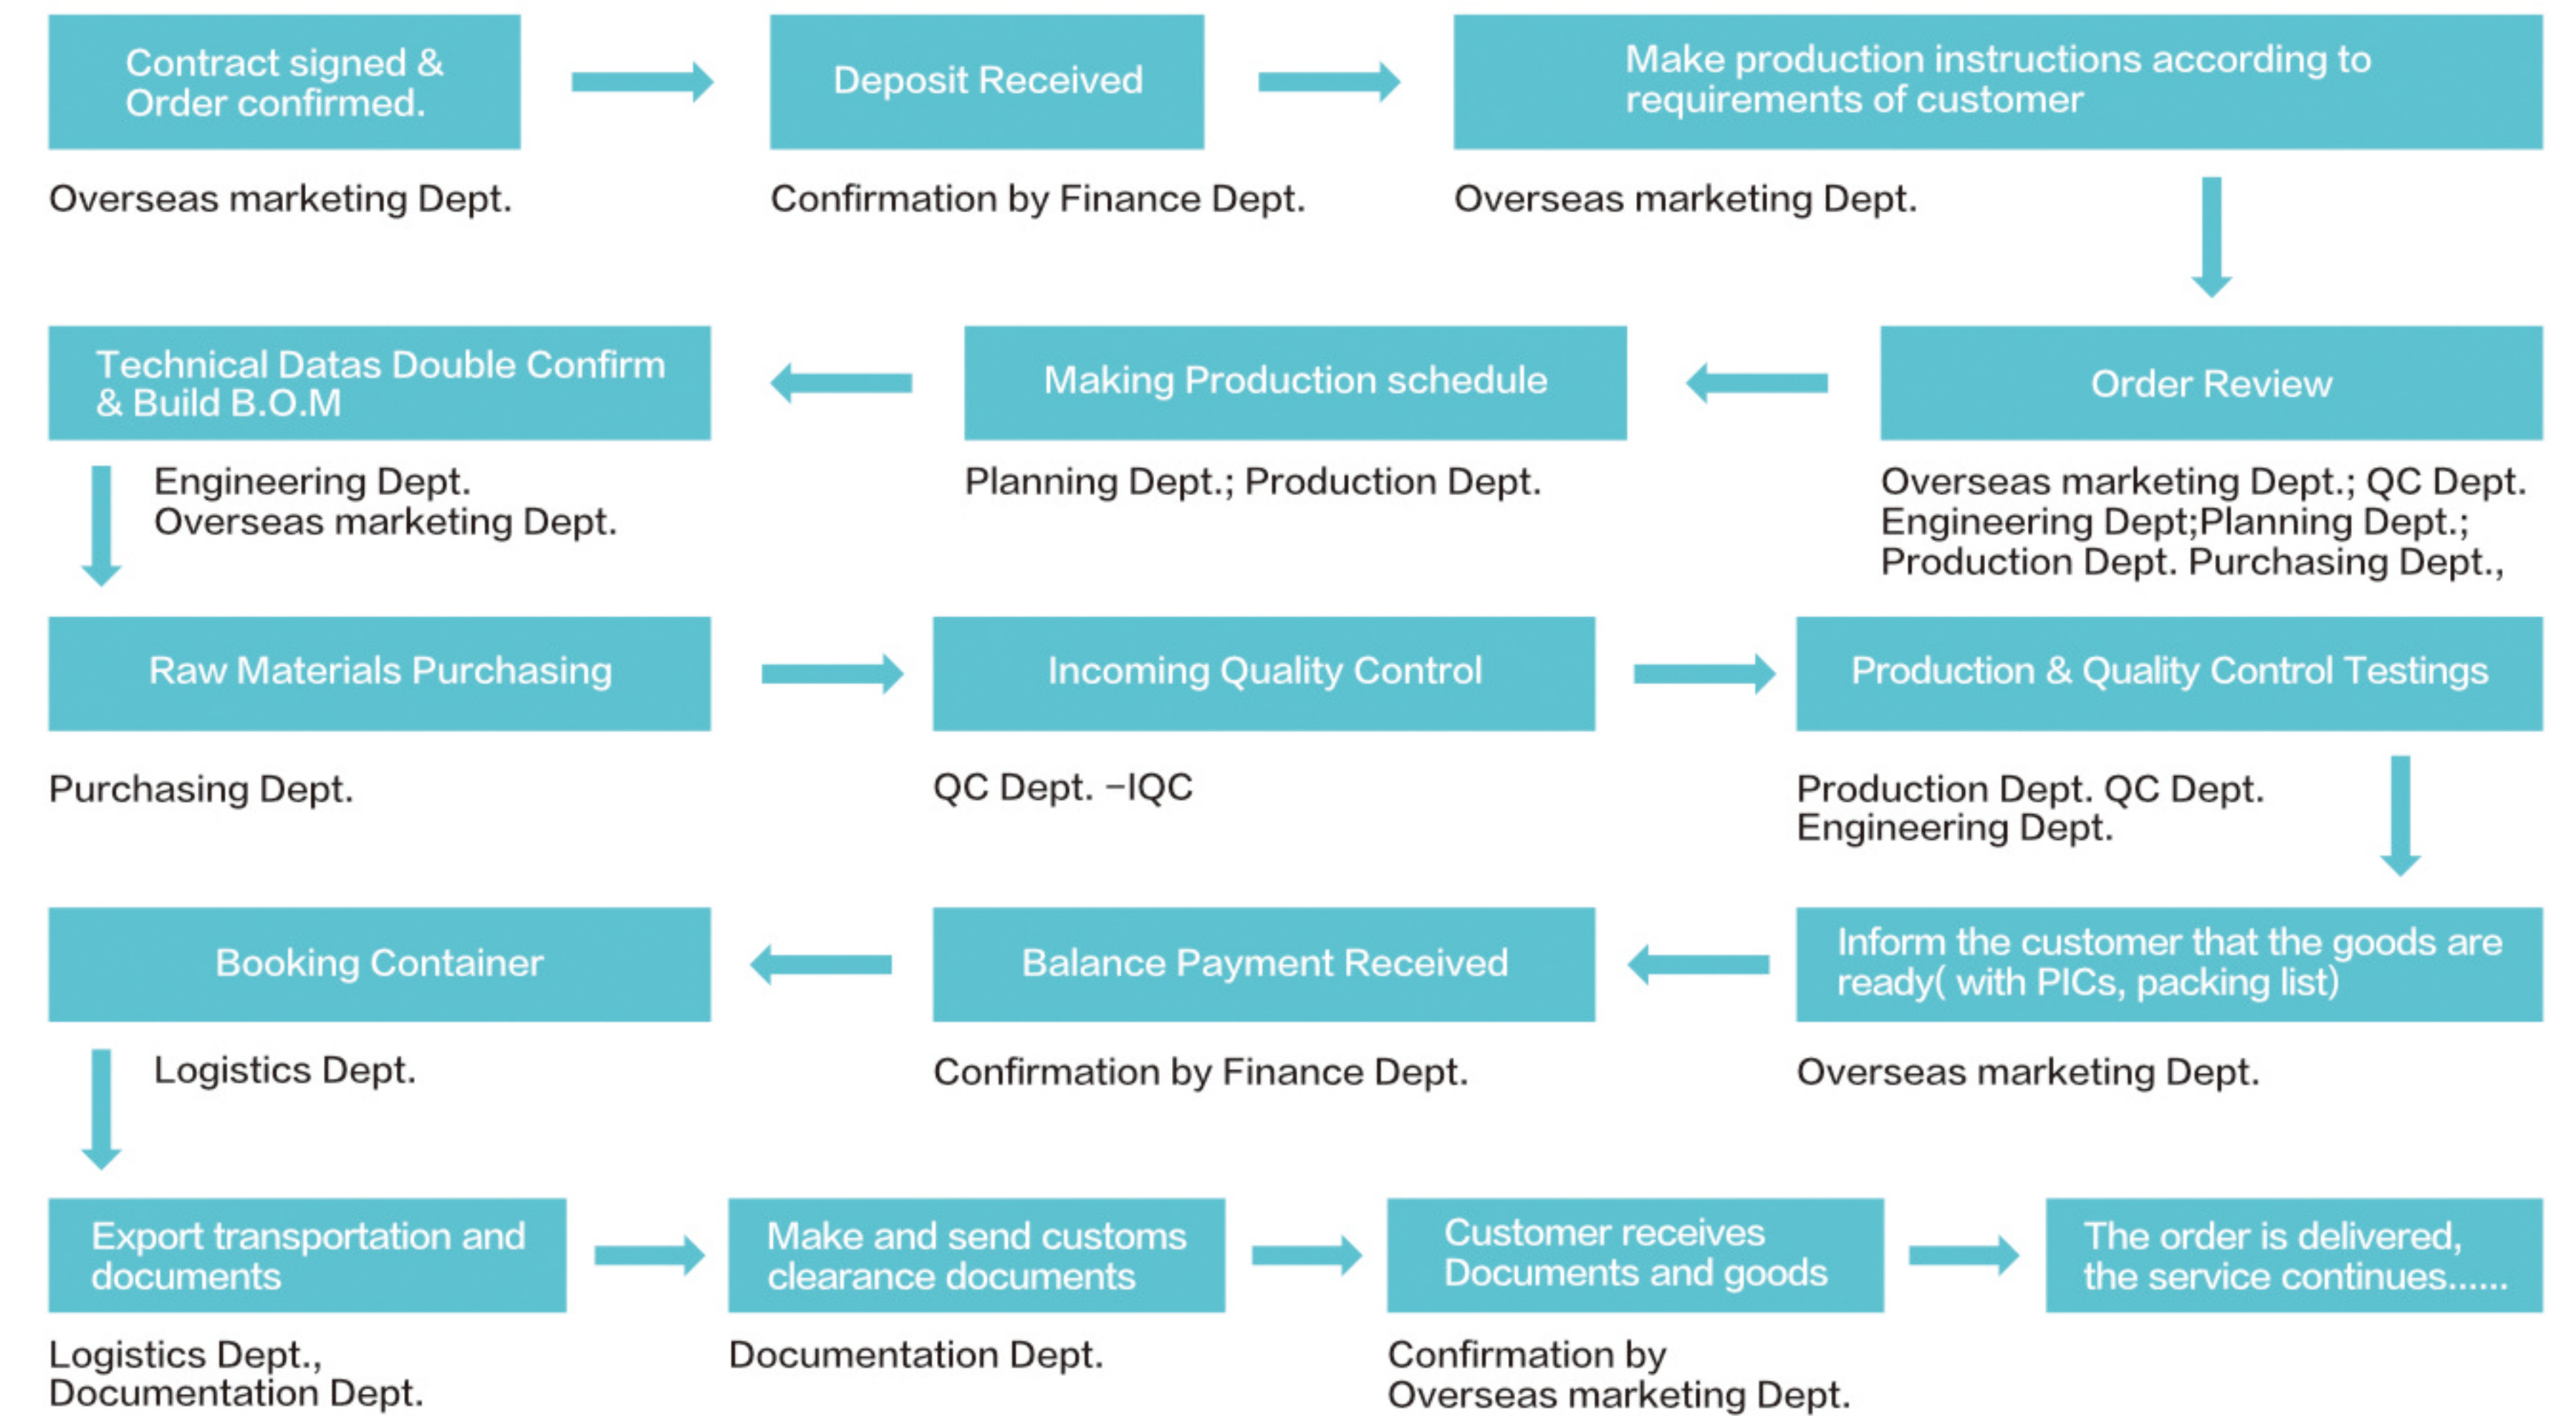 Contract signed &
Order confirmed.
Overseas marketing Dept.
Deposit Received
Confirmation by Finance Dept.
Make production instructions according to
requirements of customer
Overseas marketing Dept.
Order Review
Overseas marketing Dept.; QC Dept.
Engineering Dept;Planning Dept.;
Production Dept. Purchasing Dept.,
Making Production schedule
Planning Dept.; Production Dept.
Technical Datas Double Confirm
& Build B.O.M
Engineering Dept.
Overseas marketing Dept.
Raw Materials Purchasing
Purchasing Dept.
Incoming Quality Control
QC Dept. –IQC
Production & Quality Control Testings
Production Dept. QC Dept.
Engineering Dept.
Inform the customer that the goods are
ready( with PICs, packing list)
Overseas marketing Dept.
Balance Payment Received
Confirmation by Finance Dept.
Booking Container
Logistics Dept.
Export transportation and
documents
Logistics Dept.,
Documentation Dept.
Make and send customs
clearance documents
Documentation Dept.
Customer receives
Documents and goods
Confirmation by
Overseas marketing Dept.
The order is delivered,
the service continues......